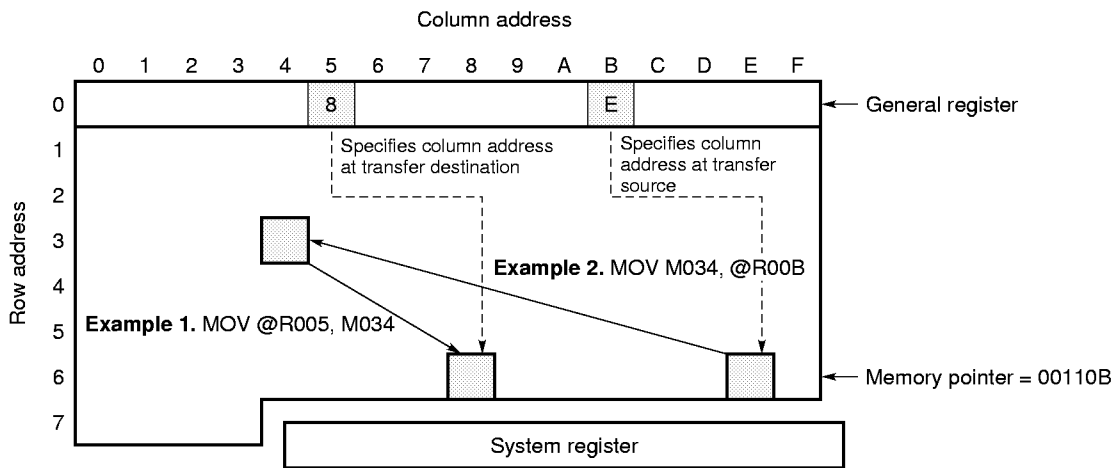 Column address
0 1 2 3 4 5 6 7 8 9 A B C D E F
0 8 E General register
1 Specifies column address Specifies column
at transfer destination address at transfer
2 source
Row address
3
Example 2. MOV M034, @R00B
4
5 Example 1. MOV @R005, M034
6 Memory pointer = 00110B
7
System register